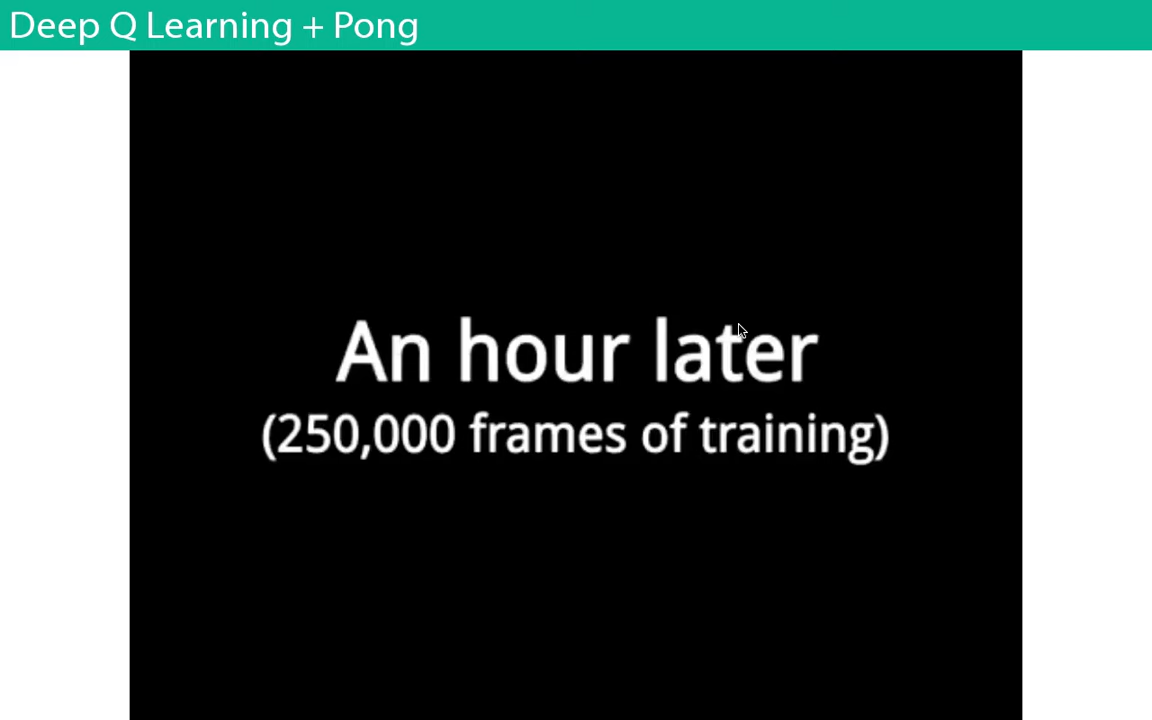 Deep Q Learning + Pong
An hour later
(250,000 frames of training)